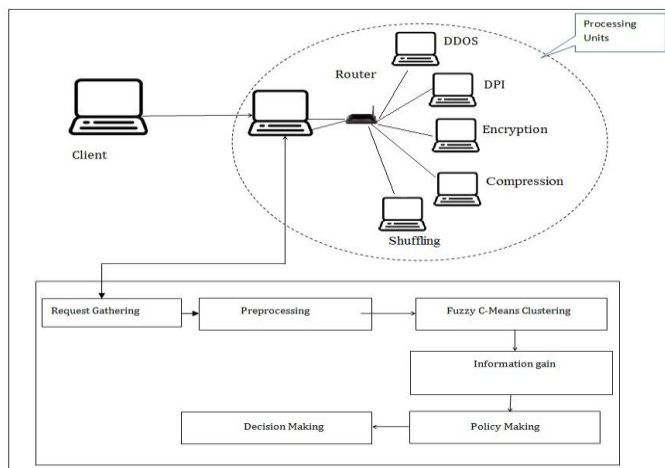 Processing
Units
DDOS
Router
DPI
Encryption
Client
Compression
Shuffling
Request Gathering
Preprocessing
Fuzzy C-Means Clustering
Information gain
Decision Making
Policy Making